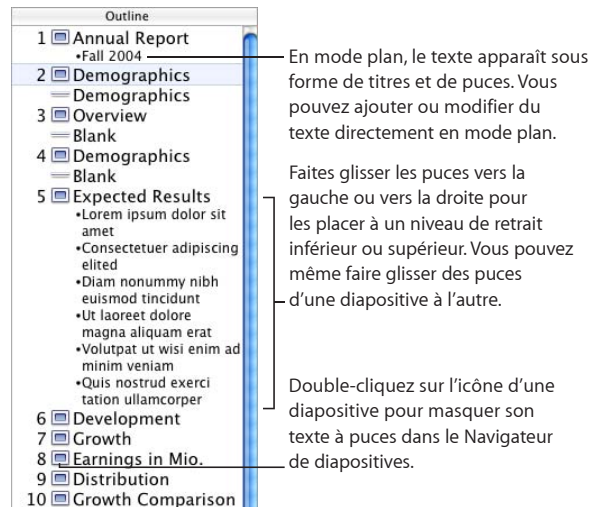 Outline
1 Annual Report
•Fall 2004
2 Demographics
Demographics
3 Overview
Blank
4 Demographics
Blank
5 Expected Results
•Lorem ipsum dolor sit
amet
•Consectetuer adipiscing
elited
•Diam nonummy nibh
euismod tincidunt
•Ut laoreet dolore
magna aliquam erat
•Volutpat ut wisi enim ad
minim veniam
•Quis nostrud exerci
tation ullamcorper
6 Development
7 Growth
8 Earnings in Mio.
9 Distribution
10 Growth Comparison
En mode plan, le texte apparaît sous
forme de titres et de puces. Vous
pouvez ajouter ou modifier du
texte directement en mode plan.
Faites glisser les puces vers la
gauche ou vers la droite pour
les placer à un niveau de retrait
inférieur ou supérieur. Vous pouvez
même faire glisser des puces
d’une diapositive à l’autre.
Double-cliquez sur l’icône d’une
diapositive pour masquer son
texte à puces dans le Navigateur
de diapositives.